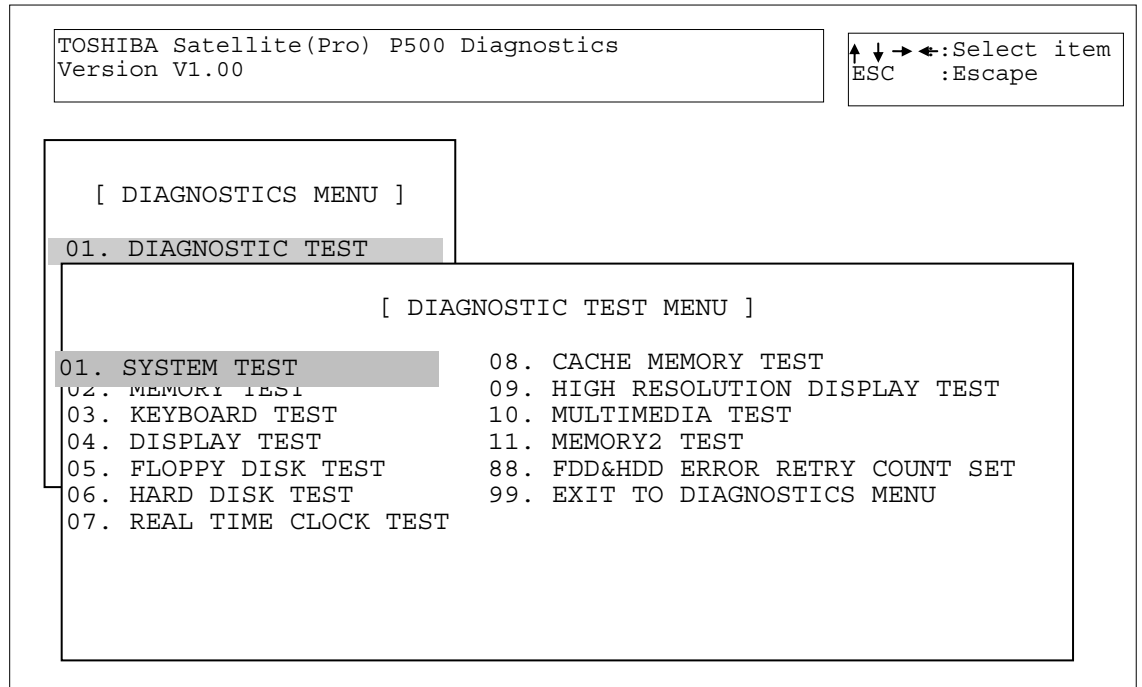 TOSHIBA Satellite(Pro) P500 Diagnostics
Version V1.00
↑ ↓ → ←:Select item
ESC :Escape
[ DIAGNOSTICS MENU ]
01. DIAGNOSTIC TEST
[ DIAGNOSTIC TEST MENU ]
01. SYSTEM TEST
02. MEMORY TEST
03. KEYBOARD TEST
04. DISPLAY TEST
05. FLOPPY DISK TEST
06. HARD DISK TEST
07. REAL TIME CLOCK TEST
08. CACHE MEMORY TEST
09. HIGH RESOLUTION DISPLAY TEST
10. MULTIMEDIA TEST
11. MEMORY2 TEST
88. FDD&HDD ERROR RETRY COUNT SET
99. EXIT TO DIAGNOSTICS MENU